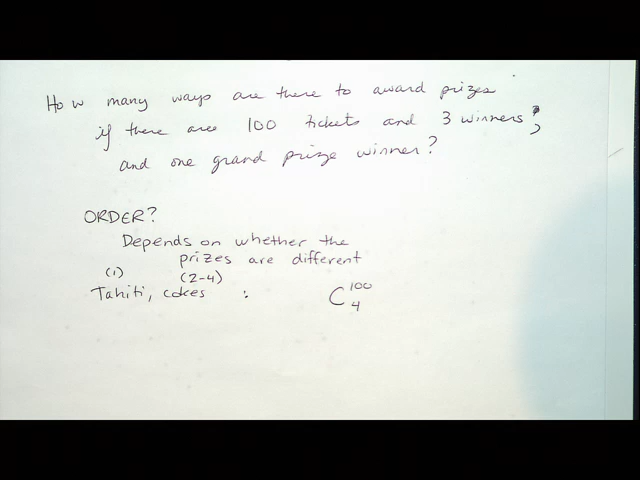 How many ways are there to award prizes
if there are 100 tickets and 3 winners?,
and one grand prize winner?
ORDER?
Depends on whether the
prizes are different
(1) (2-4)
Tahiti, cokes : C 100 4